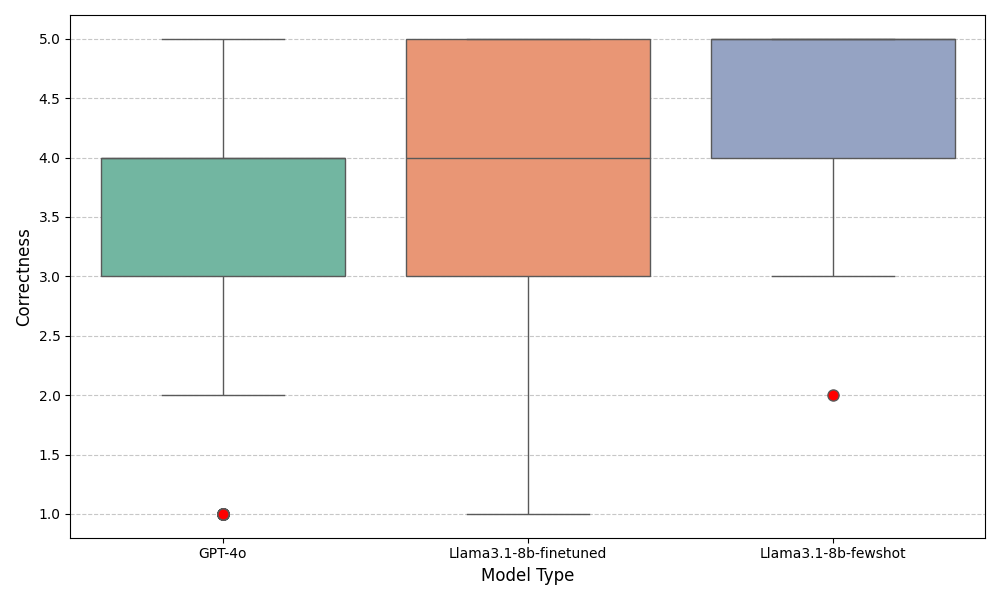 Correctness
5.0
4.5
4.0
3.5
3.0
2.5
2.0
1.5
1.0
GPT-4o
Llama3.1-8b-finetuned
Llama3.1-8b-fewshot
Model Type